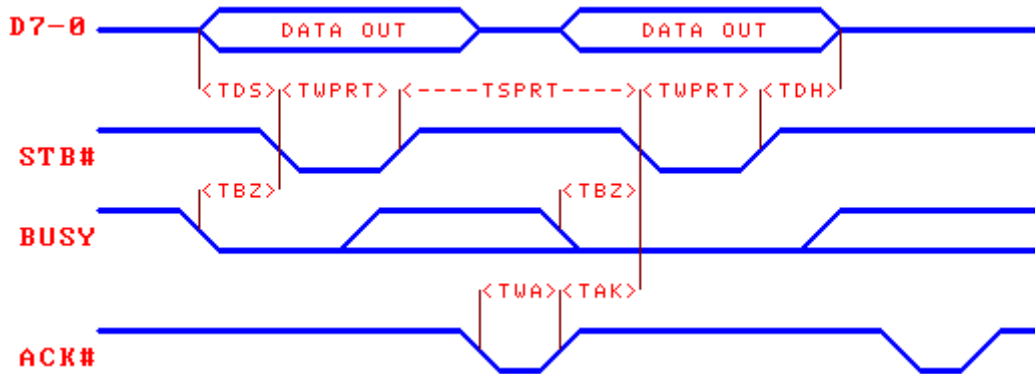 D7-0 DATA OUT DATA OUT
<TDS> <TWPRT> <----TSPRT----> <TWPRT> <TDH>
STB#
<TBZ> <TBZ>
BUSY
<TWA> <TAK>
ACK#